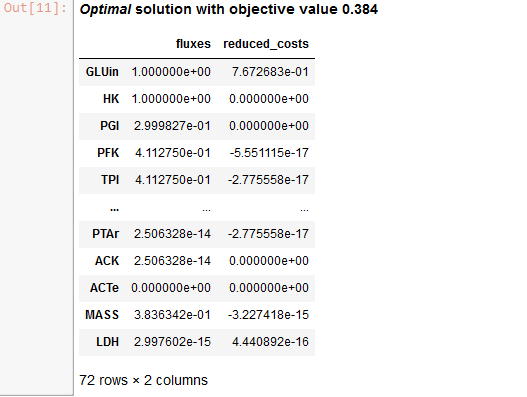 Out[11]: Optimal solution with objective value 0.384
fluxes reduced_costs
GLUin 1.000000e+00 7.672683e-01
HK 1.000000e+00 0.000000e+00
PGI 2.999827e-01 0.000000e+00
PFK 4.112750e-01 -5.551115e-17
TPI 4.112750e-01 -2.775558e-17
... ... ...
PTAr 2.506328e-14 -2.775558e-17
ACK 2.506328e-14 0.000000e+00
ACTe 0.000000e+00 0.000000e+00
MASS 3.836342e-01 -3.227418e-15
LDH 2.997602e-15 4.440892e-16
72 rows × 2 columns